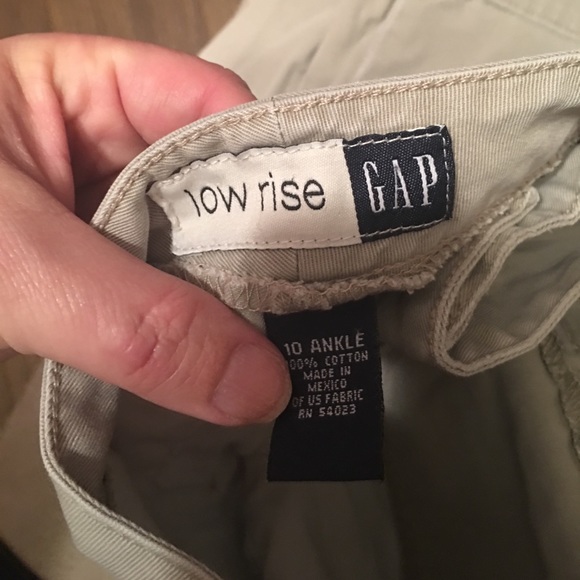 low rise GAP
10 ANKLE
100% COTTON
MADE IN
MEXICO
OF US FABRIC
RN 54023